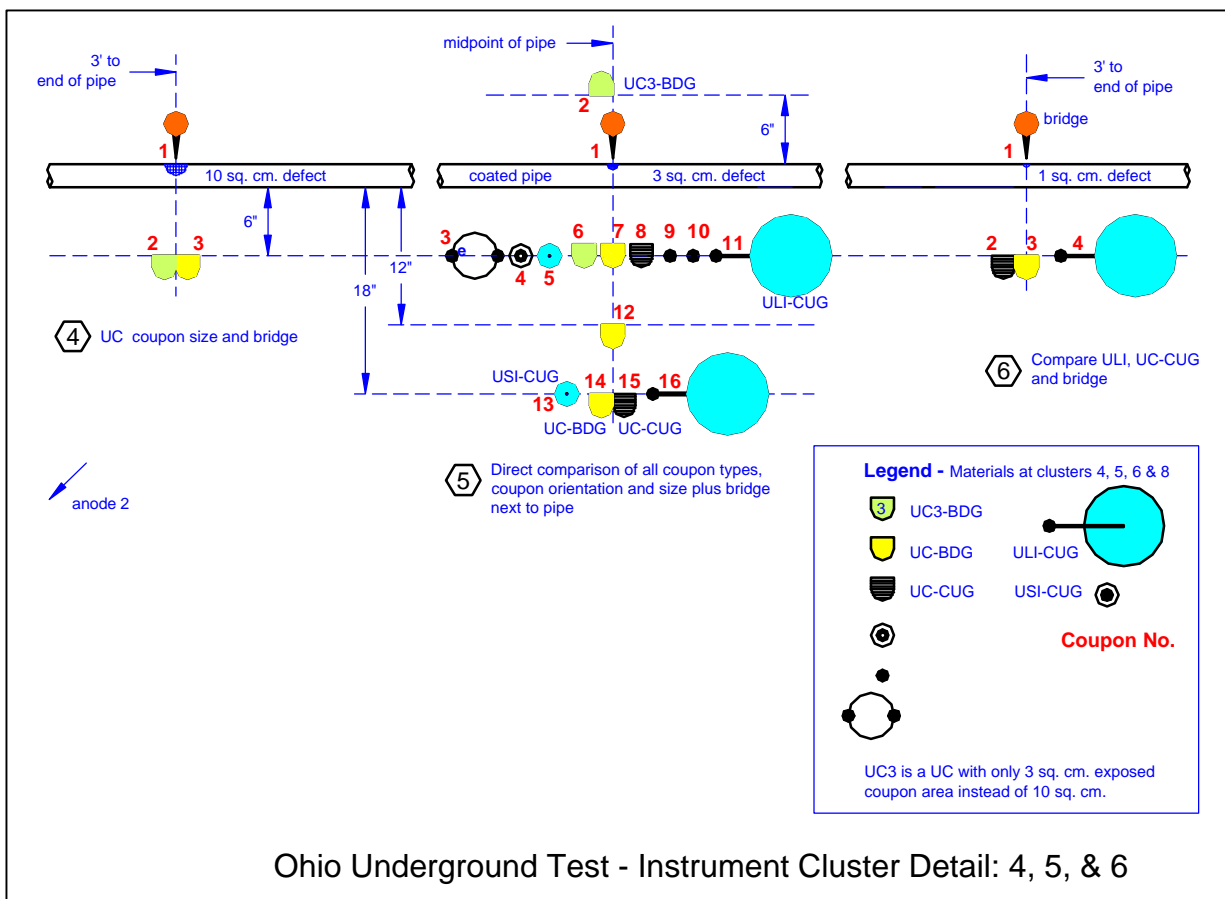 3' to
end of pipe
midpoint of pipe
3' to
end of pipe
UC3-BDG
2
6"
bridge
1
1
1
10 sq. cm. defect
coated pipe
3 sq. cm. defect
1 sq. cm. defect
6"
2
3
3
e
4
5
6
7
8
9
10
11
2
3
4
12"
18"
ULI-CUG
12
4
UC coupon size and bridge
6
Compare ULI, UC-CUG
and bridge
USI-CUG
13
14
15
16
UC-BDG
UC-CUG
5
Direct comparison of all coupon types,
coupon orientation and size plus bridge
next to pipe
anode 2
Legend - Materials at clusters 4, 5, 6 & 8
3
UC3-BDG
UC-BDG
ULI-CUG
UC-CUG
USI-CUG
Coupon No.
UC3 is a UC with only 3 sq. cm. exposed
coupon area instead of 10 sq. cm.
Ohio Underground Test - Instrument Cluster Detail: 4, 5, & 6